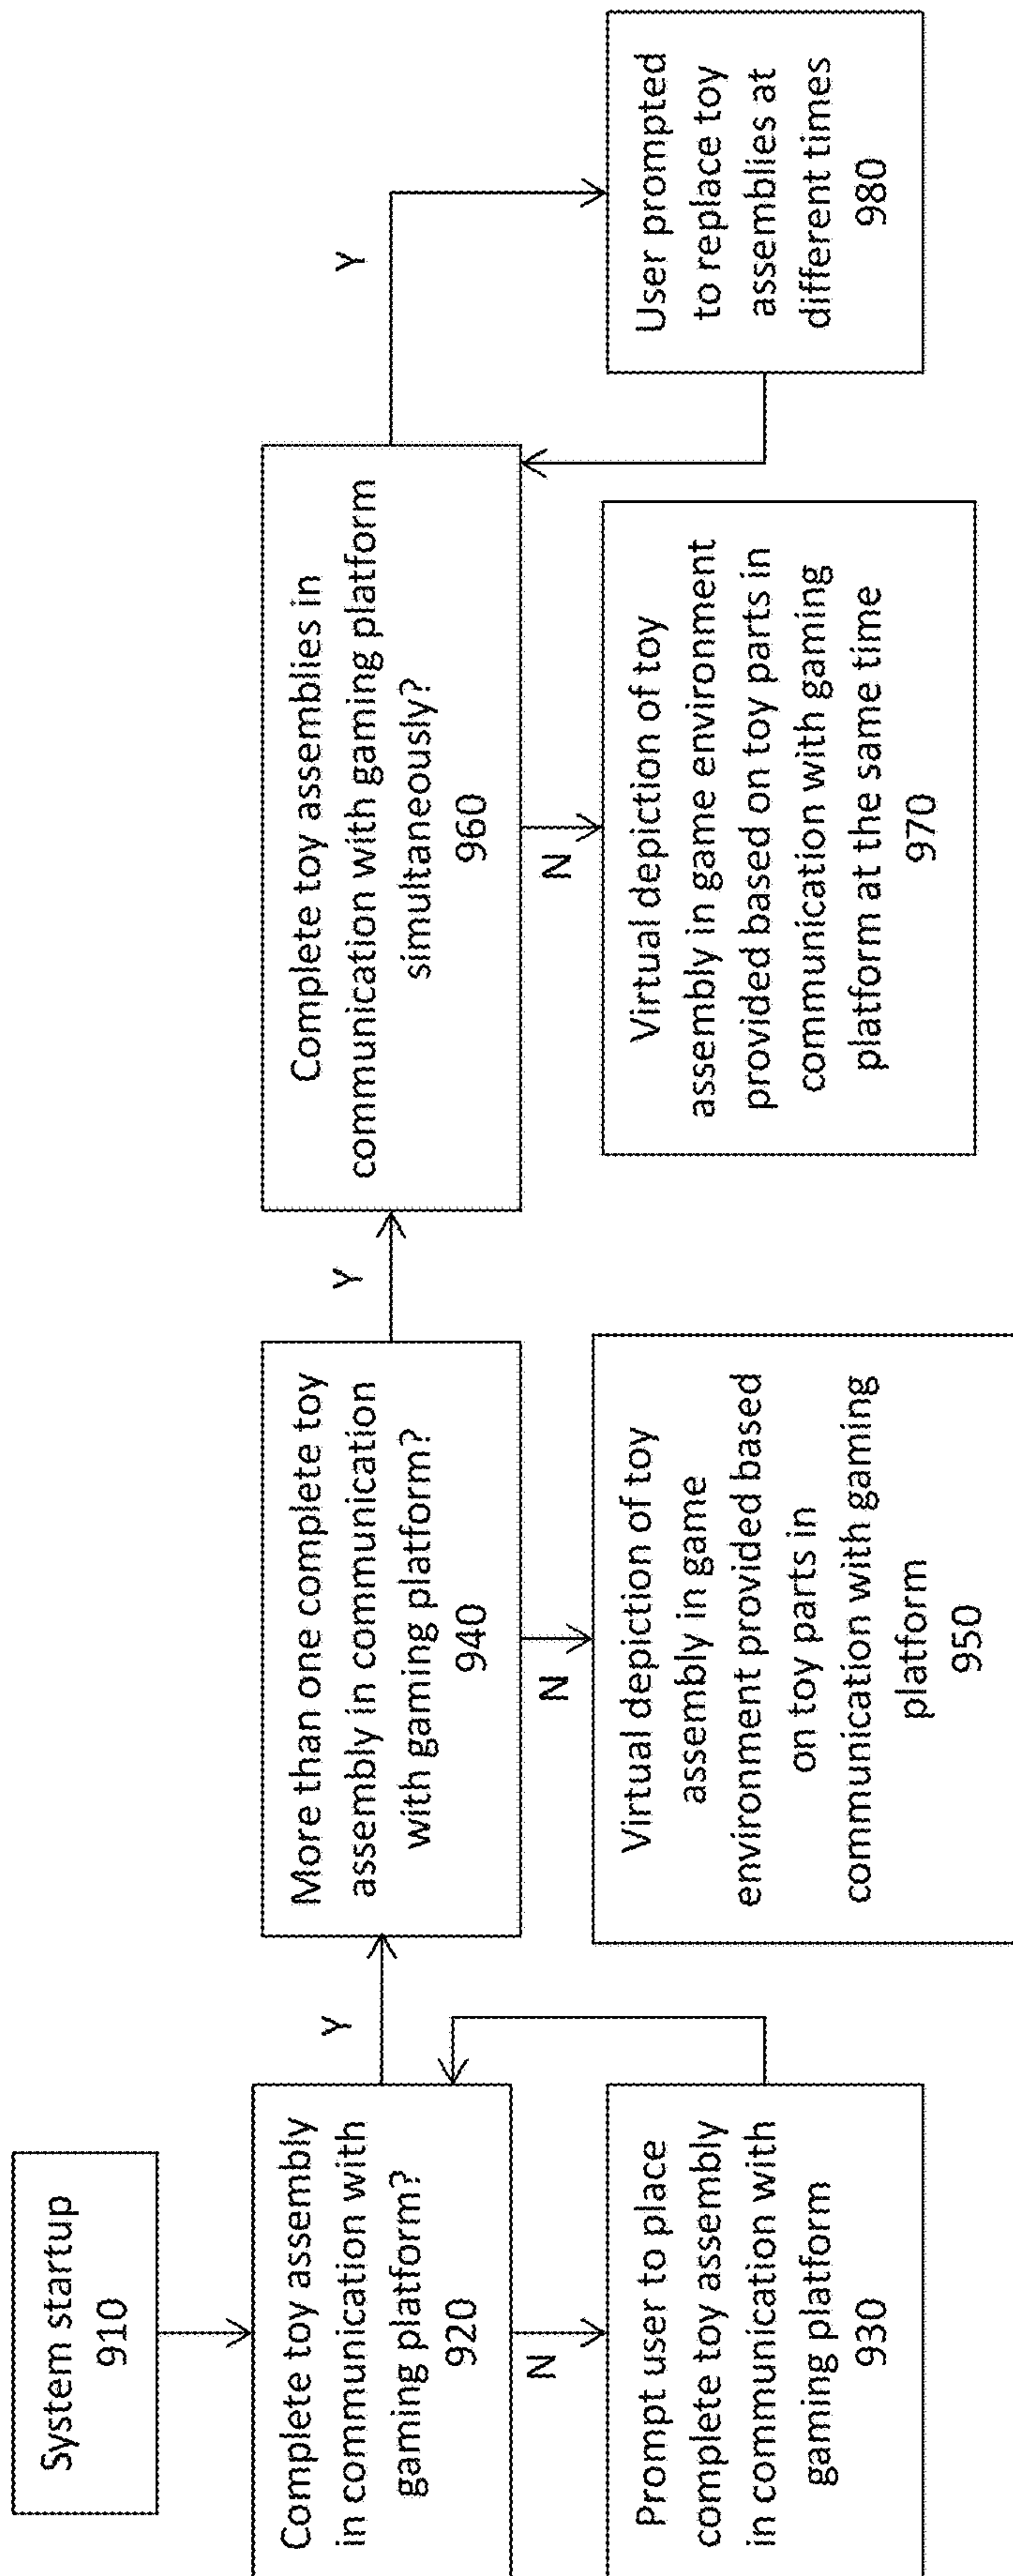 System startup
910
Complete toy assembly
in communication with
gaming platform?
920
Y
N
Prompt user to place
complete toy assembly
in communication with
gaming platform
930
More than one complete toy
assembly in communication
with gaming platform?
940
Y
N
Virtual depiction of toy
assembly in game
environment provided based
on toy parts in
communication with gaming
platform
950
Complete toy assemblies in
communication with gaming platform
simultaneously?
960
Y
N
Virtual depiction of toy
assembly in game environment
provided based on toy parts in
communication with gaming
platform at the same time
970
User prompted
to replace toy
assemblies at
different times
980